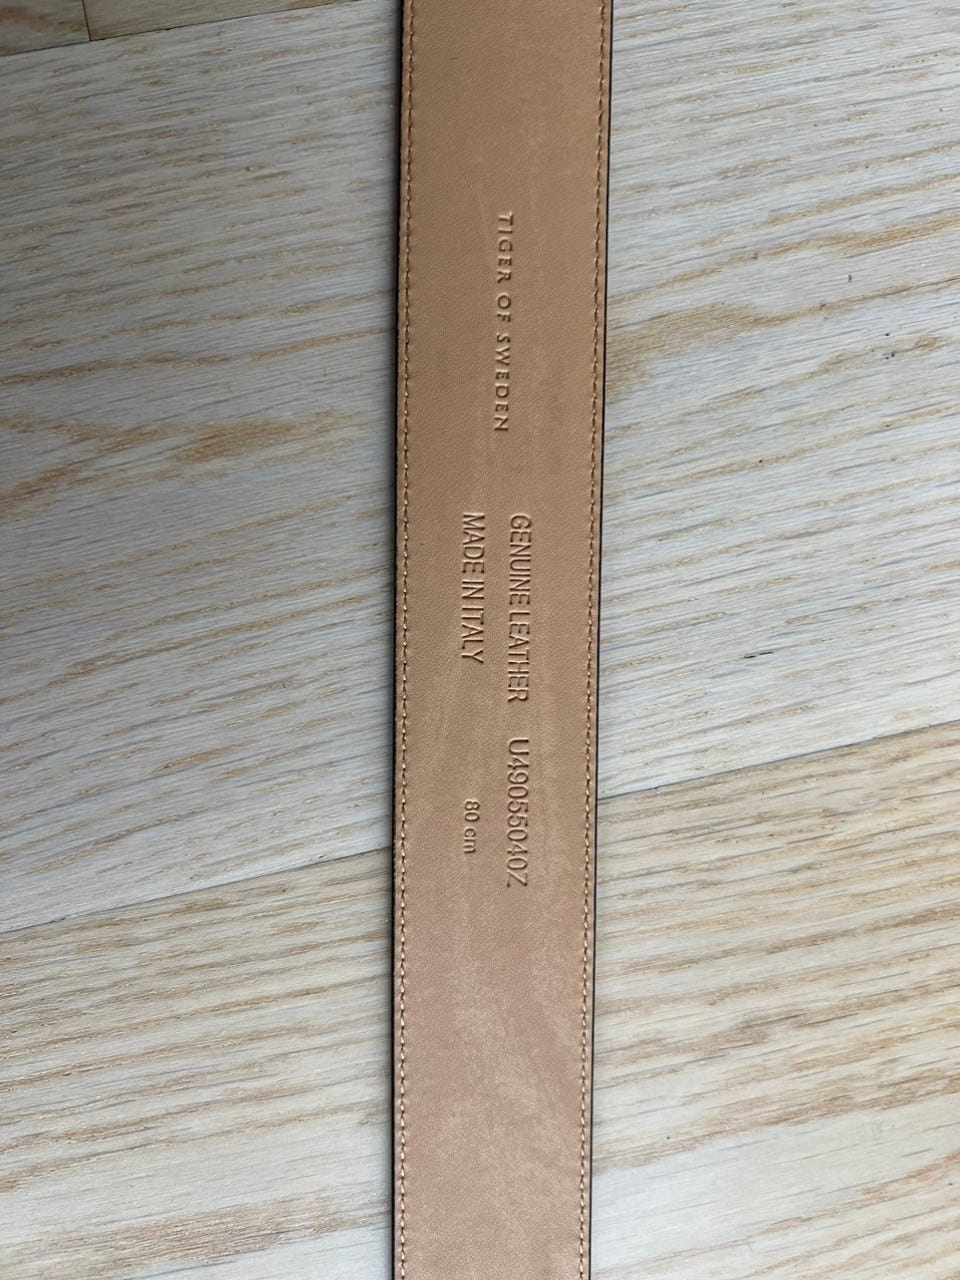 TIGER OF SWEDEN
GENUINE LEATHER U49055040Z
MADE IN ITALY 80 cm